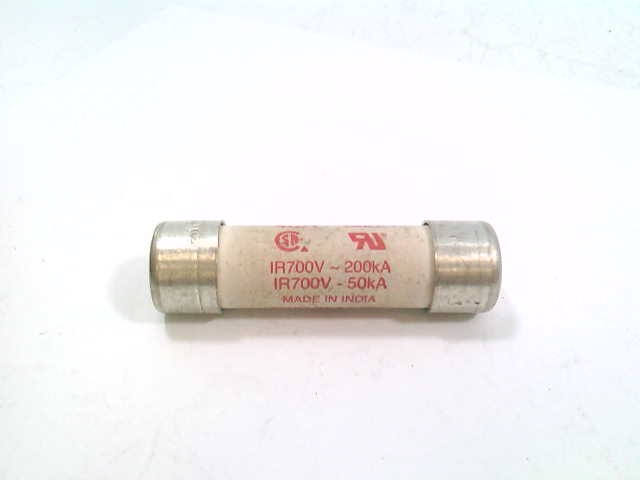 IR700V ~ 200kA
IR700V - 50kA
MADE IN INDIA